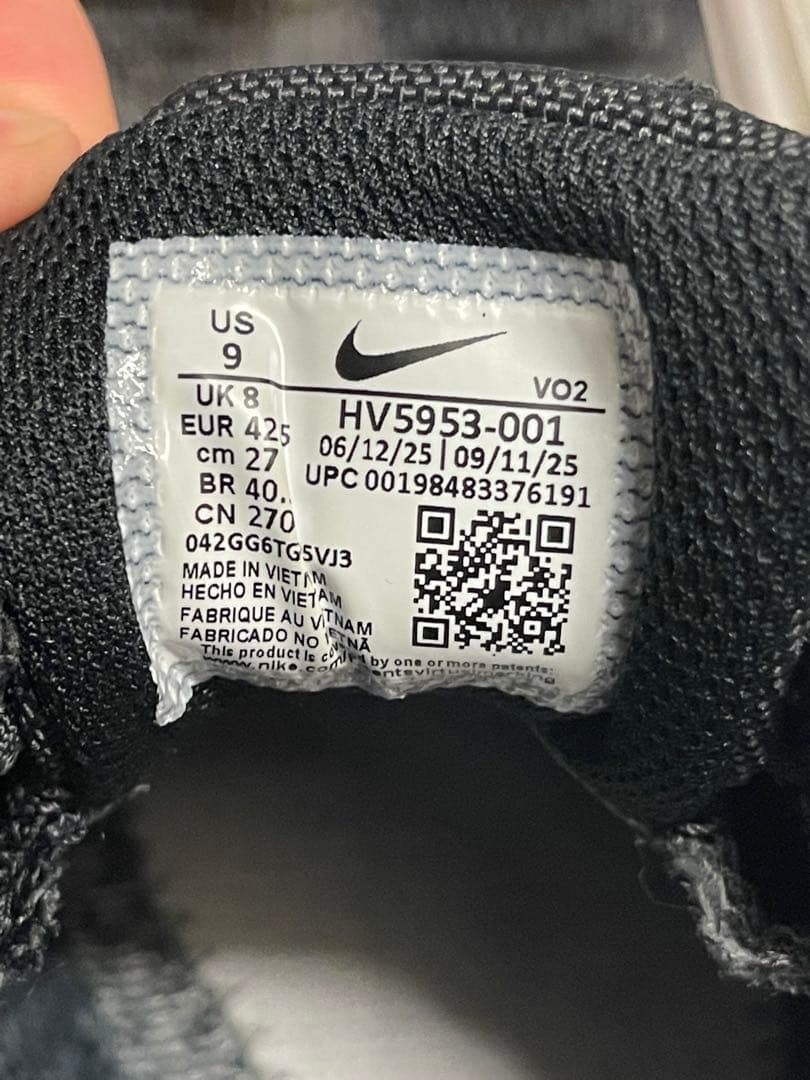 US
9
VO2
UK 8
EUR 425
cm 27
BR 40
CN 270
HV5953-001
06/12/25 | 09/11/25
UPC 00198483376191
042GG6TG5VJ3
MADE IN VIETNAM
HECHO EN VIETNAM
FABRIQUE AU VIETNAM
FABRICADO NO VIETNÃ
This product is by one or more patents: